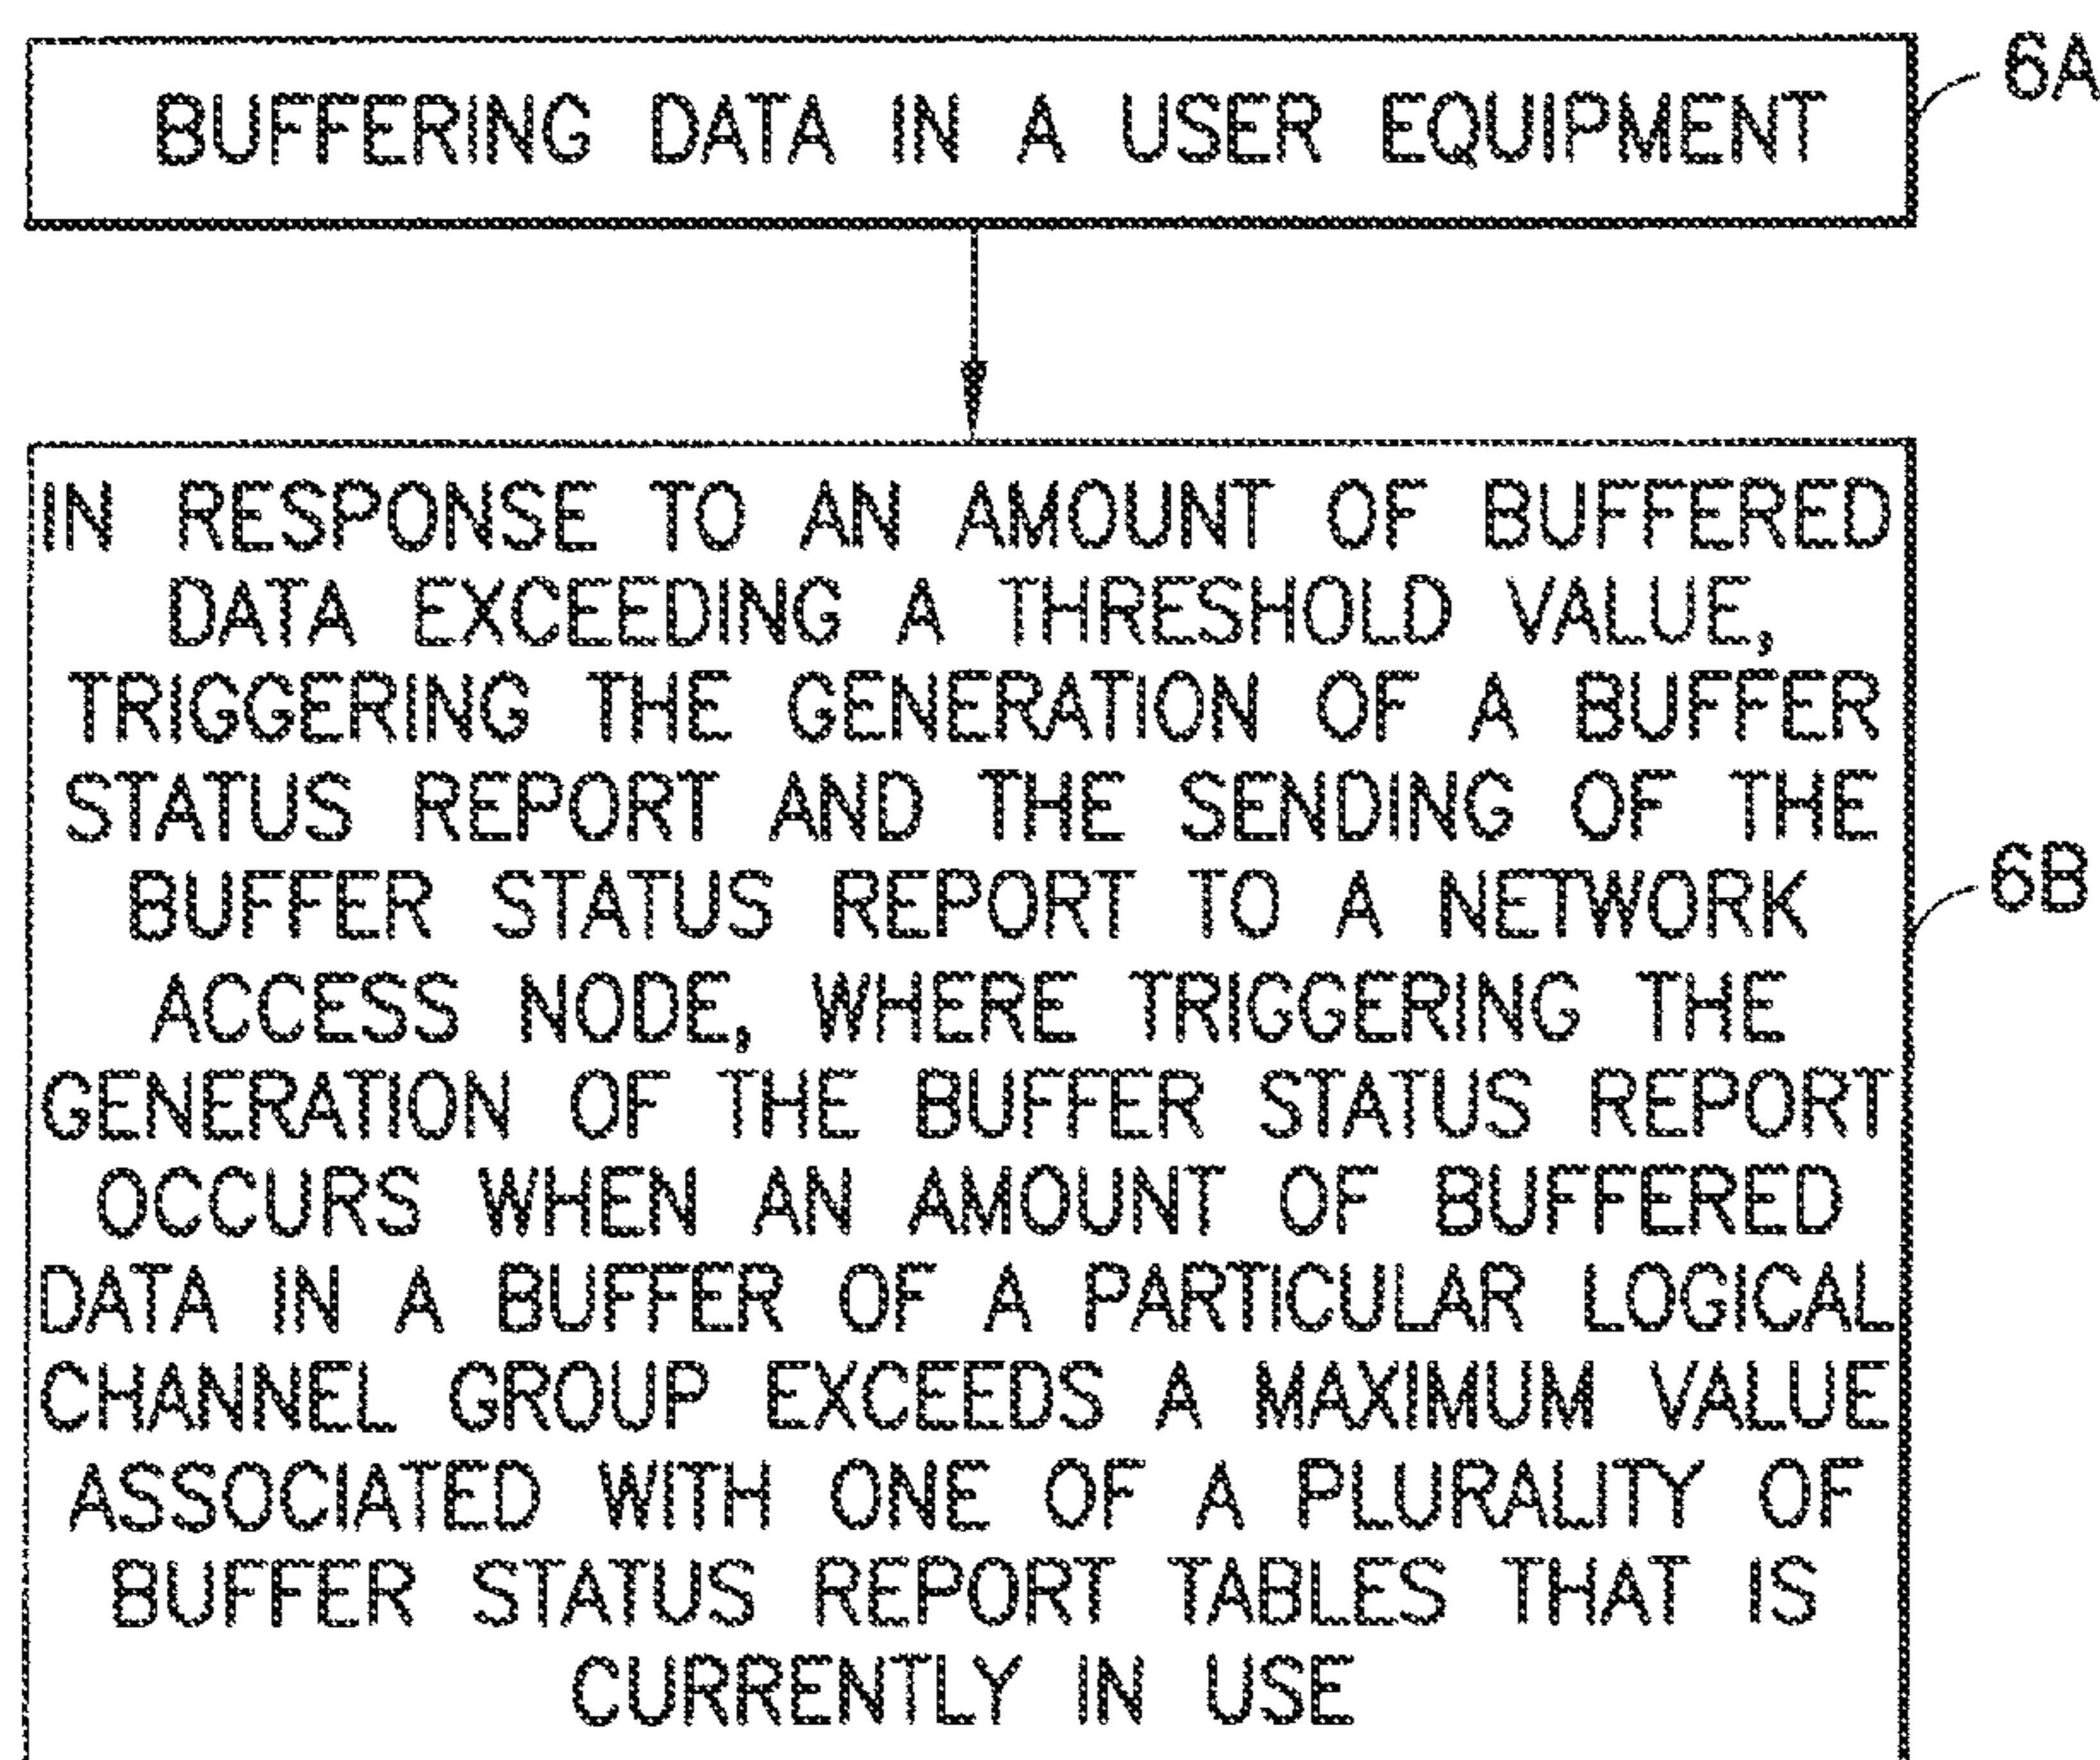 BUFFERING DATA IN A USER EQUIPMENT
6A
IN RESPONSE TO AN AMOUNT OF BUFFERED
DATA EXCEEDING A THRESHOLD VALUE,
TRIGGERING THE GENERATION OF A BUFFER
STATUS REPORT AND THE SENDING OF THE
BUFFER STATUS REPORT TO A NETWORK
ACCESS NODE, WHERE TRIGGERING THE
GENERATION OF THE BUFFER STATUS REPORT
OCCURS WHEN AN AMOUNT OF BUFFERED
DATA IN A BUFFER OF A PARTICULAR LOGICAL
CHANNEL GROUP EXCEEDS A MAXIMUM VALUE
ASSOCIATED WITH ONE OF A PLURALITY OF
BUFFER STATUS REPORT TABLES THAT IS
CURRENTLY IN USE
6B